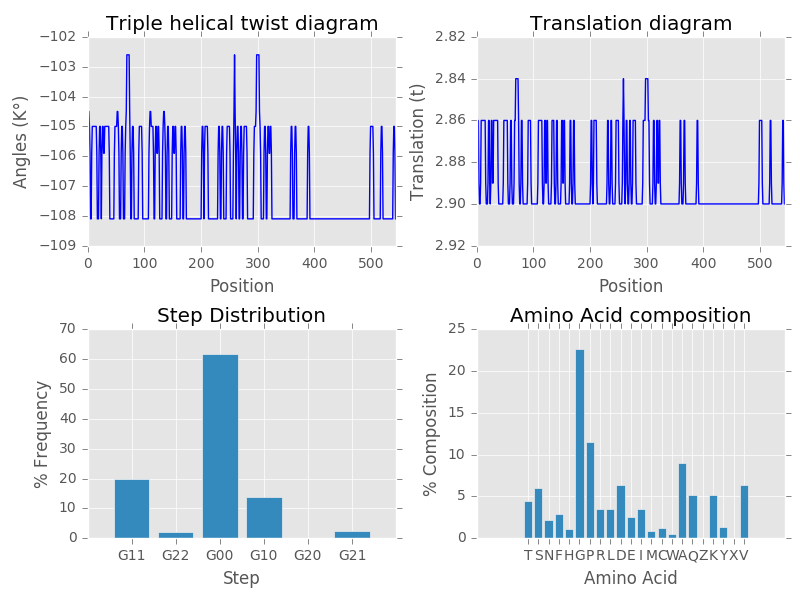 Triple helical twist diagram
−102
−103
−104
−105
−106
−107
−108
−109
Angles (K°)
0 100 200 300 400 500
Position
Translation diagram
2.82
2.84
2.86
2.88
2.90
2.92
Translation (t)
0 100 200 300 400 500
Position
Step Distribution
70
60
50
40
30
20
10
0
% Frequency
G11 G22 G00 G10 G20 G21
Step
Amino Acid composition
25
20
15
10
5
0
% Composition
T S N F H G P R L D E I M C W A Q Z K Y X V
Amino Acid